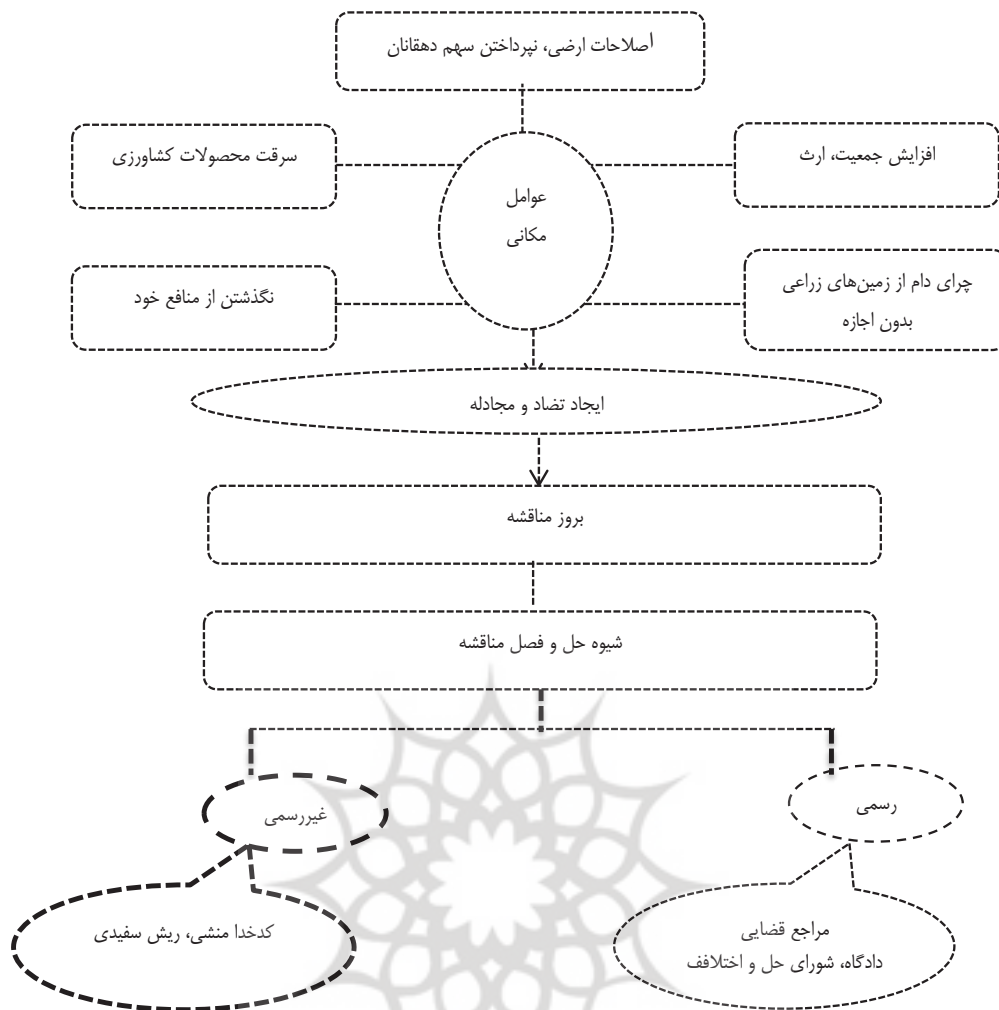 اصلاحات ارضی، نپرداختن سهم دهقانان
افزایش جمعیت، ارث
سرقت محصولات کشاورزی
عوامل
مکانی
چرای دام از زمین‌های زراعی
بدون اجازه
نگذشتن از منافع خود
ایجاد تضاد و مجادله
بروز مناقشه
شیوه حل و فصل مناقشه
رسمی
غیررسمی
مراجع قضایی
دادگاه، شورای حل و اختلافف
کدخدا منشی، ریش سفیدی